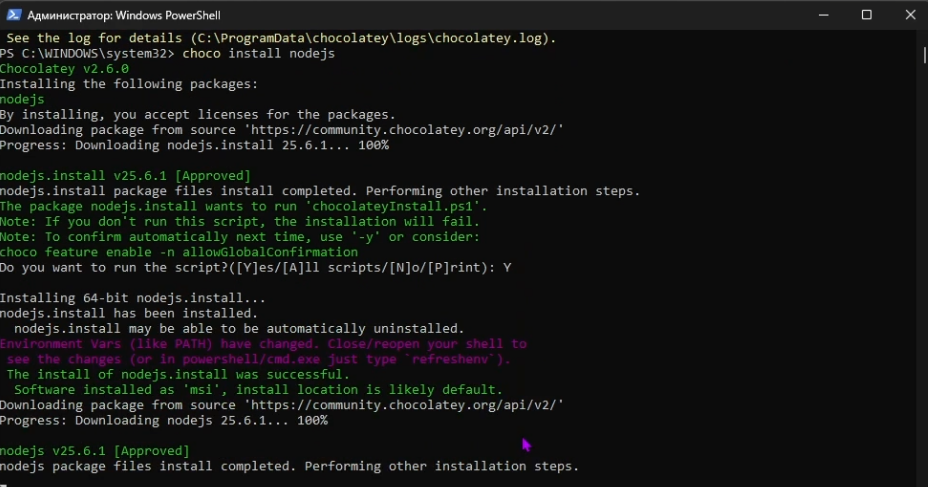 Администратор: Windows PowerShell
See the log for details (C:\ProgramData\chocolatey\logs\chocolatey.log).
PS C:\WINDOWS\system32> choco install nodejs
Chocolatey v2.6.0
Installing the following packages:
nodejs
By installing, you accept licenses for the packages.
Downloading package from source 'https://community.chocolatey.org/api/v2/'
Progress: Downloading nodejs.install 25.6.1... 100%
nodejs.install v25.6.1 [Approved]
nodejs.install package files install completed. Performing other installation steps.
The package nodejs.install wants to run 'chocolateyInstall.ps1'.
Note: If you don't run this script, the installation will fail.
Note: To confirm automatically next time, use '-y' or consider:
choco feature enable -n allowGlobalConfirmation
Do you want to run the script?([Y]es/[A]ll scripts/[N]o/[P]rint): Y
Installing 64-bit nodejs.install...
nodejs.install has been installed.
nodejs.install may be able to be automatically uninstalled.
Environment Vars (like PATH) have changed. Close/reopen your shell to
see the changes (or in powershell/cmd.exe just type `refreshenv`).
The install of nodejs.install was successful.
Software installed as 'msi', install location is likely default.
Downloading package from source 'https://community.chocolatey.org/api/v2/'
Progress: Downloading nodejs 25.6.1... 100%
nodejs v25.6.1 [Approved]
nodejs package files install completed. Performing other installation steps.